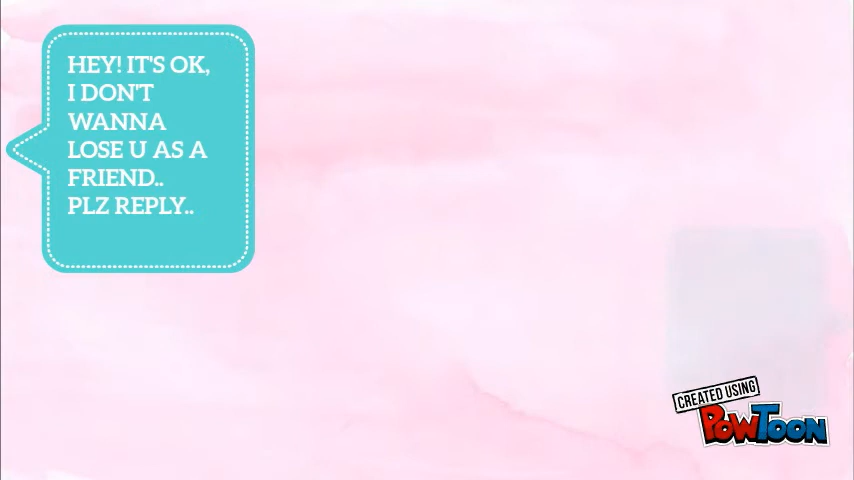 HEY! IT'S OK,
I DON'T
WANNA
LOSE U AS A
FRIEND..
PLZ REPLY..
CREATED USING
POWTOON